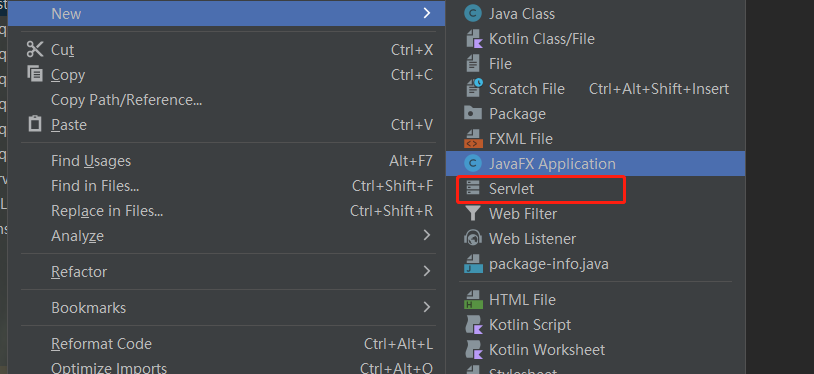 New
Cut Ctrl+X
Copy Ctrl+C
Copy Path/Reference...
Paste Ctrl+V
Find Usages Alt+F7
Find in Files... Ctrl+Shift+F
Replace in Files... Ctrl+Shift+R
Analyze
Refactor
Bookmarks
Reformat Code Ctrl+Alt+L
Optimize Imports Ctrl+Alt+O
Java Class
Kotlin Class/File
File
Scratch File Ctrl+Alt+Shift+Insert
Package
FXML File
JavaFX Application
Servlet
Web Filter
Web Listener
package-info.java
HTML File
Kotlin Script
Kotlin Worksheet
Stylesheet